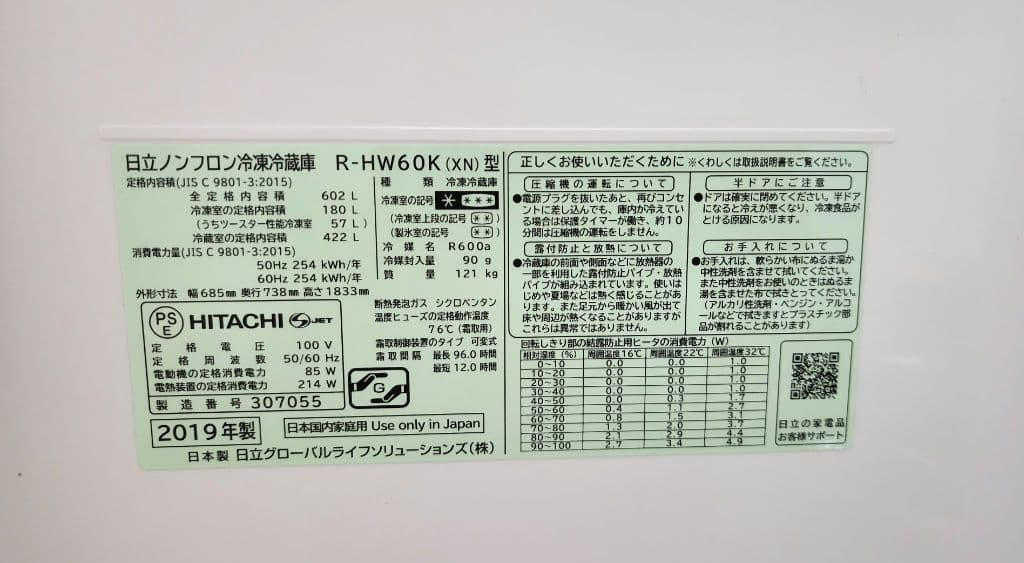 日立ノンフロン冷凍冷蔵庫 R-HW60K (XN) 型
定格内容積(JIS C 9801-3:2015)
全定格内容積 602 L
冷凍室の定格内容積 180 L
(うちツースター性能冷凍室 57 L)
冷蔵室の定格内容積 422 L
消費電力量(JIS C 9801-3:2015)
50Hz 254 kWh/年
60Hz 254 kWh/年
外形寸法 幅685mm 奥行738mm 高さ1833mm
種類 冷凍冷蔵庫
冷凍室の記号 * ***
(冷凍室上段の記号 **)
(製氷室の記号 **)
冷媒名 R600a
冷媒封入量 90 g
質量 121 kg
断熱発泡ガス シクロペンタン
温度ヒューズの定格動作温度
76℃(霜取用)
霜取制御装置のタイプ 可変式
霜取間隔 最長96.0時間
最短12.0時間
PS
E
HITACHI S JET
定格電圧 100 V
定格周波数 50/60 Hz
電動機の定格消費電力 85 W
電熱装置の定格消費電力 214 W
製造番号 307055
G
2019年製
日本国内家庭用 Use only in Japan
日本製 日立グローバルライフソリューションズ(株)
正しくお使いいただくために ※くわしくは取扱説明書をご覧ください。
圧縮機の運転について
●電源プラグを抜いたあと、再びコンセ
ントに差し込んでも、庫内が冷えてい
る場合は保護タイマーが働き、約10
分間は圧縮機の運転をしません。
露付防止と放熱について
●冷蔵庫の前面や側面などに放熱器の
一部を利用した露付防止パイプ・放熱
パイプが組み込まれています。使いは
じめや夏場などは熱く感じることがあり
ます。また足元から暖かい風が出て
床や周辺が熱くなることがありますが
これらは異常ではありません。
半ドアにご注意
●ドアは確実に閉めてください。半ドア
になると冷えが悪くなり、冷凍食品が
とける原因になります。
お手入れについて
●お手入れは、軟らかい布にぬるま湯か
中性洗剤を含ませて拭いてください。
また中性洗剤をお使いのときはぬるま
湯を含ませた布で拭きとってください。
(アルカリ性洗剤・ベンジン・アルコ
ールなどで拭きますとプラスチック部
品が割れることがあります)
回転しきり部の結露防止用ヒータの消費電力(W)
相対湿度(%) 周囲温度16℃ 周囲温度22℃ 周囲温度32℃
0~10 0.0 0.0 1.0
10~20 0.0 0.0 1.0
20~30 0.0 0.0 1.0
30~40 0.0 0.0 1.0
40~50 0.0 0.3 1.7
50~60 0.4 1.1 2.7
60~70 0.8 1.5 3.1
70~80 1.3 2.0 3.7
80~90 2.1 2.9 4.4
90~100 2.7 3.4 4.9
日立の家電品
お客様サポート